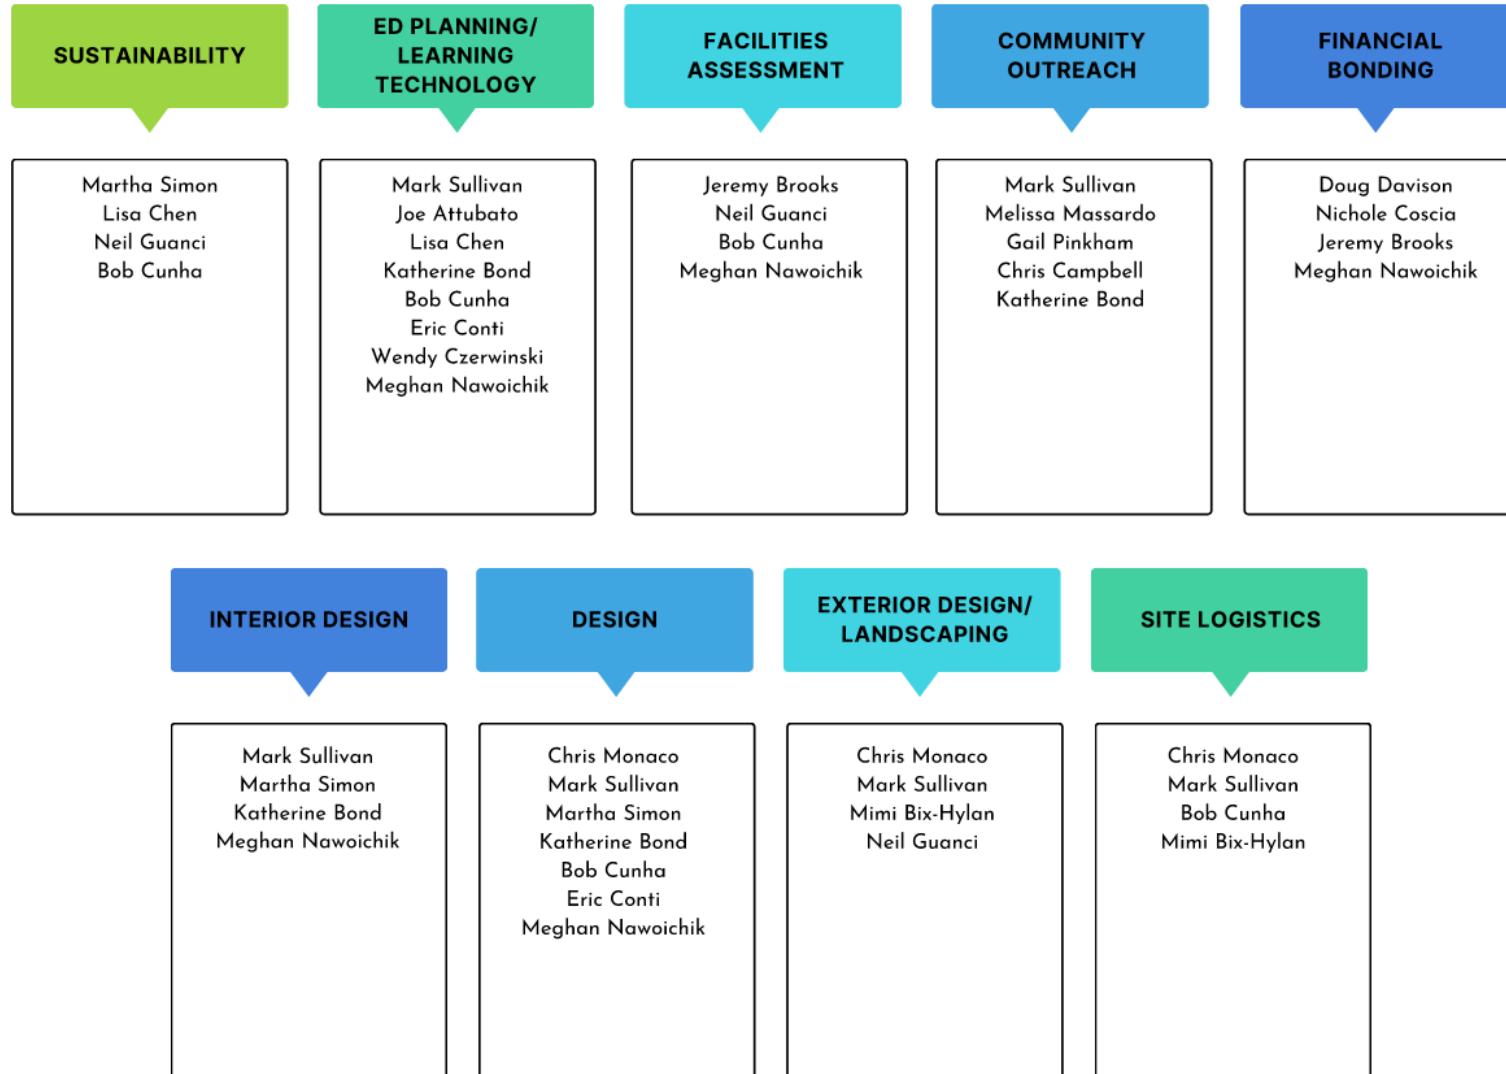 SUSTAINABILITY
ED PLANNING/
LEARNING
TECHNOLOGY
FACILITIES
ASSESSMENT
COMMUNITY
OUTREACH
FINANCIAL
BONDING
Martha Simon
Lisa Chen
Neil Guanci
Bob Cunha
Mark Sullivan
Joe Attubato
Lisa Chen
Katherine Bond
Bob Cunha
Eric Conti
Wendy Czerwinski
Meghan Nawoichik
Jeremy Brooks
Neil Guanci
Bob Cunha
Meghan Nawoichik
Mark Sullivan
Melissa Massardo
Gail Pinkham
Chris Campbell
Katherine Bond
Doug Davison
Nichole Coscia
Jeremy Brooks
Meghan Nawoichik
INTERIOR DESIGN
DESIGN
EXTERIOR DESIGN/
LANDSCAPING
SITE LOGISTICS
Mark Sullivan
Martha Simon
Katherine Bond
Meghan Nawoichik
Chris Monaco
Mark Sullivan
Martha Simon
Katherine Bond
Bob Cunha
Eric Conti
Meghan Nawoichik
Chris Monaco
Mark Sullivan
Mimi Bix-Hylan
Neil Guanci
Chris Monaco
Mark Sullivan
Bob Cunha
Mimi Bix-Hylan